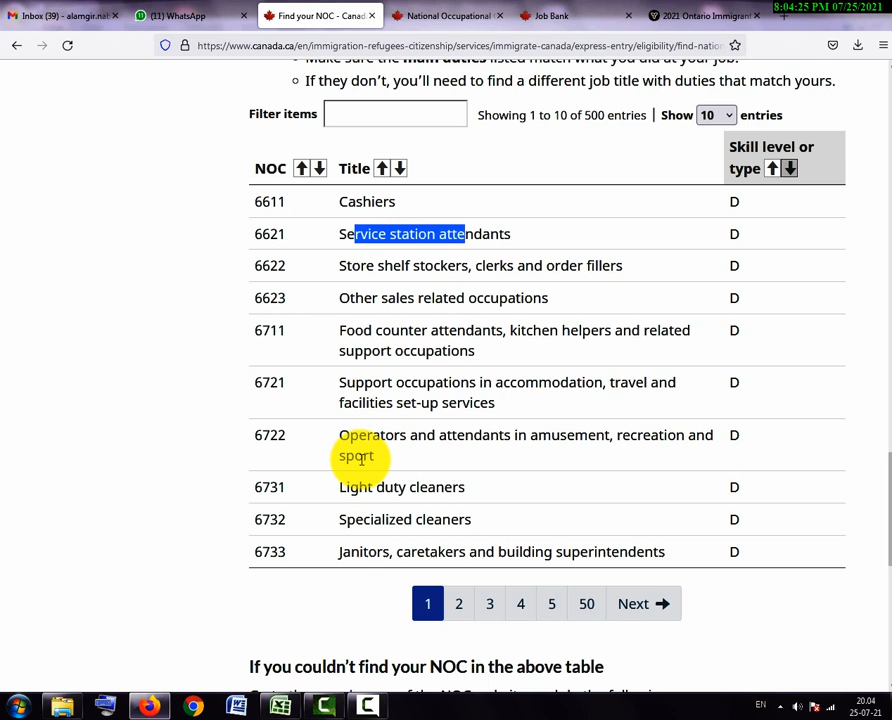 8:04:25 PM 07/25/2021
Inbox (39) - alamgir.nab
(11) WhatsApp
Find your NOC - Canad
National Occupational C
Job Bank
2021 Ontario Immigrant
https://www.canada.ca/en/immigration-refugees-citizenship/services/immigrate-canada/express-entry/eligibility/find-nation
Make sure the main duties listed match what you did at your job.
If they don't, you'll need to find a different job title with duties that match yours.
Filter items
Showing 1 to 10 of 500 entries | Show 10 entries
NOC Title Skill level or
type
6611 Cashiers D
6621 Service station attendants D
6622 Store shelf stockers, clerks and order fillers D
6623 Other sales related occupations D
6711 Food counter attendants, kitchen helpers and related D
support occupations
6721 Support occupations in accommodation, travel and D
facilities set-up services
6722 Operators and attendants in amusement, recreation and D
sport
6731 Light duty cleaners D
6732 Specialized cleaners D
6733 Janitors, caretakers and building superintendents D
1 2 3 4 5 50 Next
If you couldn't find your NOC in the above table
EN
20.04
25-07-21